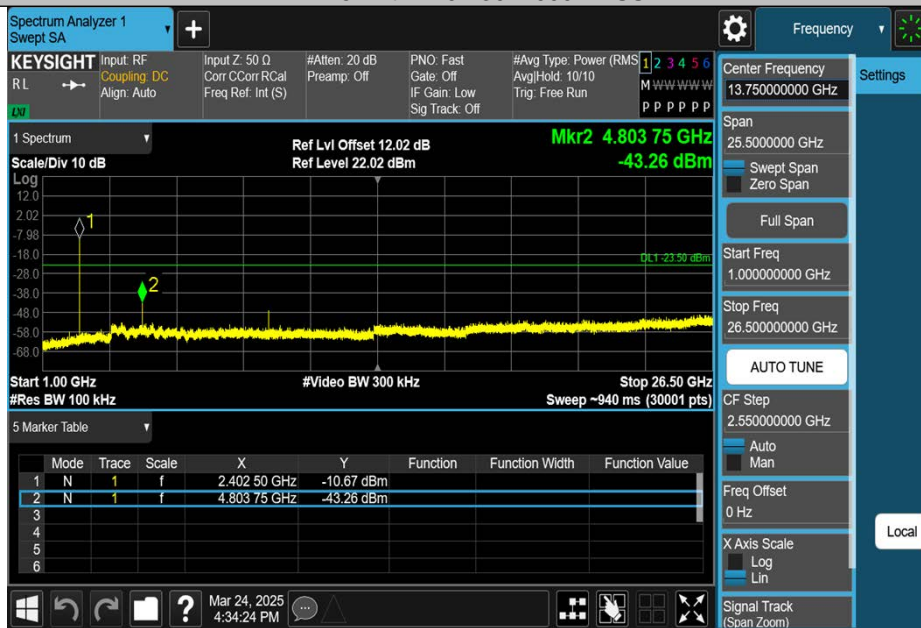 Spectrum Analyzer 1
Swept SA
+
Frequency
KEYSIGHT
RL
LXI
Input: RF
Coupling: DC
Align: Auto
Input Z: 50 Ω
Corr CCorr RCal
Freq Ref: Int (S)
#Atten: 20 dB
Preamp: Off
PNO: Fast
Gate: Off
IF Gain: Low
Sig Track: Off
#Avg Type: Power (RMS
Avg|Hold: 10/10
Trig: Free Run
1 2 3 4 5 6
M W W W W W
P P P P P P
1 Spectrum
Scale/Div 10 dB
Ref Lvl Offset 12.02 dB
Ref Level 22.02 dBm
Mkr2 4.803 75 GHz
-43.26 dBm
Log
12.0
2.02
-7.98
-18.0
-28.0
-38.0
-48.0
-58.0
-68.0
1
2
DL1 -23.50 dBm
Start 1.00 GHz
#Video BW 300 kHz
Stop 26.50 GHz
#Res BW 100 kHz
Sweep ~940 ms (30001 pts)
5 Marker Table
Mode Trace Scale X Y Function Function Width Function Value
1 N 1 f 2.402 50 GHz -10.67 dBm
2 N 1 f 4.803 75 GHz -43.26 dBm
3
4
5
6
?
Mar 24, 2025
4:34:24 PM
Center Frequency
13.750000000 GHz
Span
25.5000000 GHz
Swept Span
Zero Span
Full Span
Start Freq
1.000000000 GHz
Stop Freq
26.500000000 GHz
AUTO TUNE
CF Step
2.550000000 GHz
Auto
Man
Freq Offset
0 Hz
X Axis Scale
Log
Lin
Signal Track
(Span Zoom)
Settings
Local